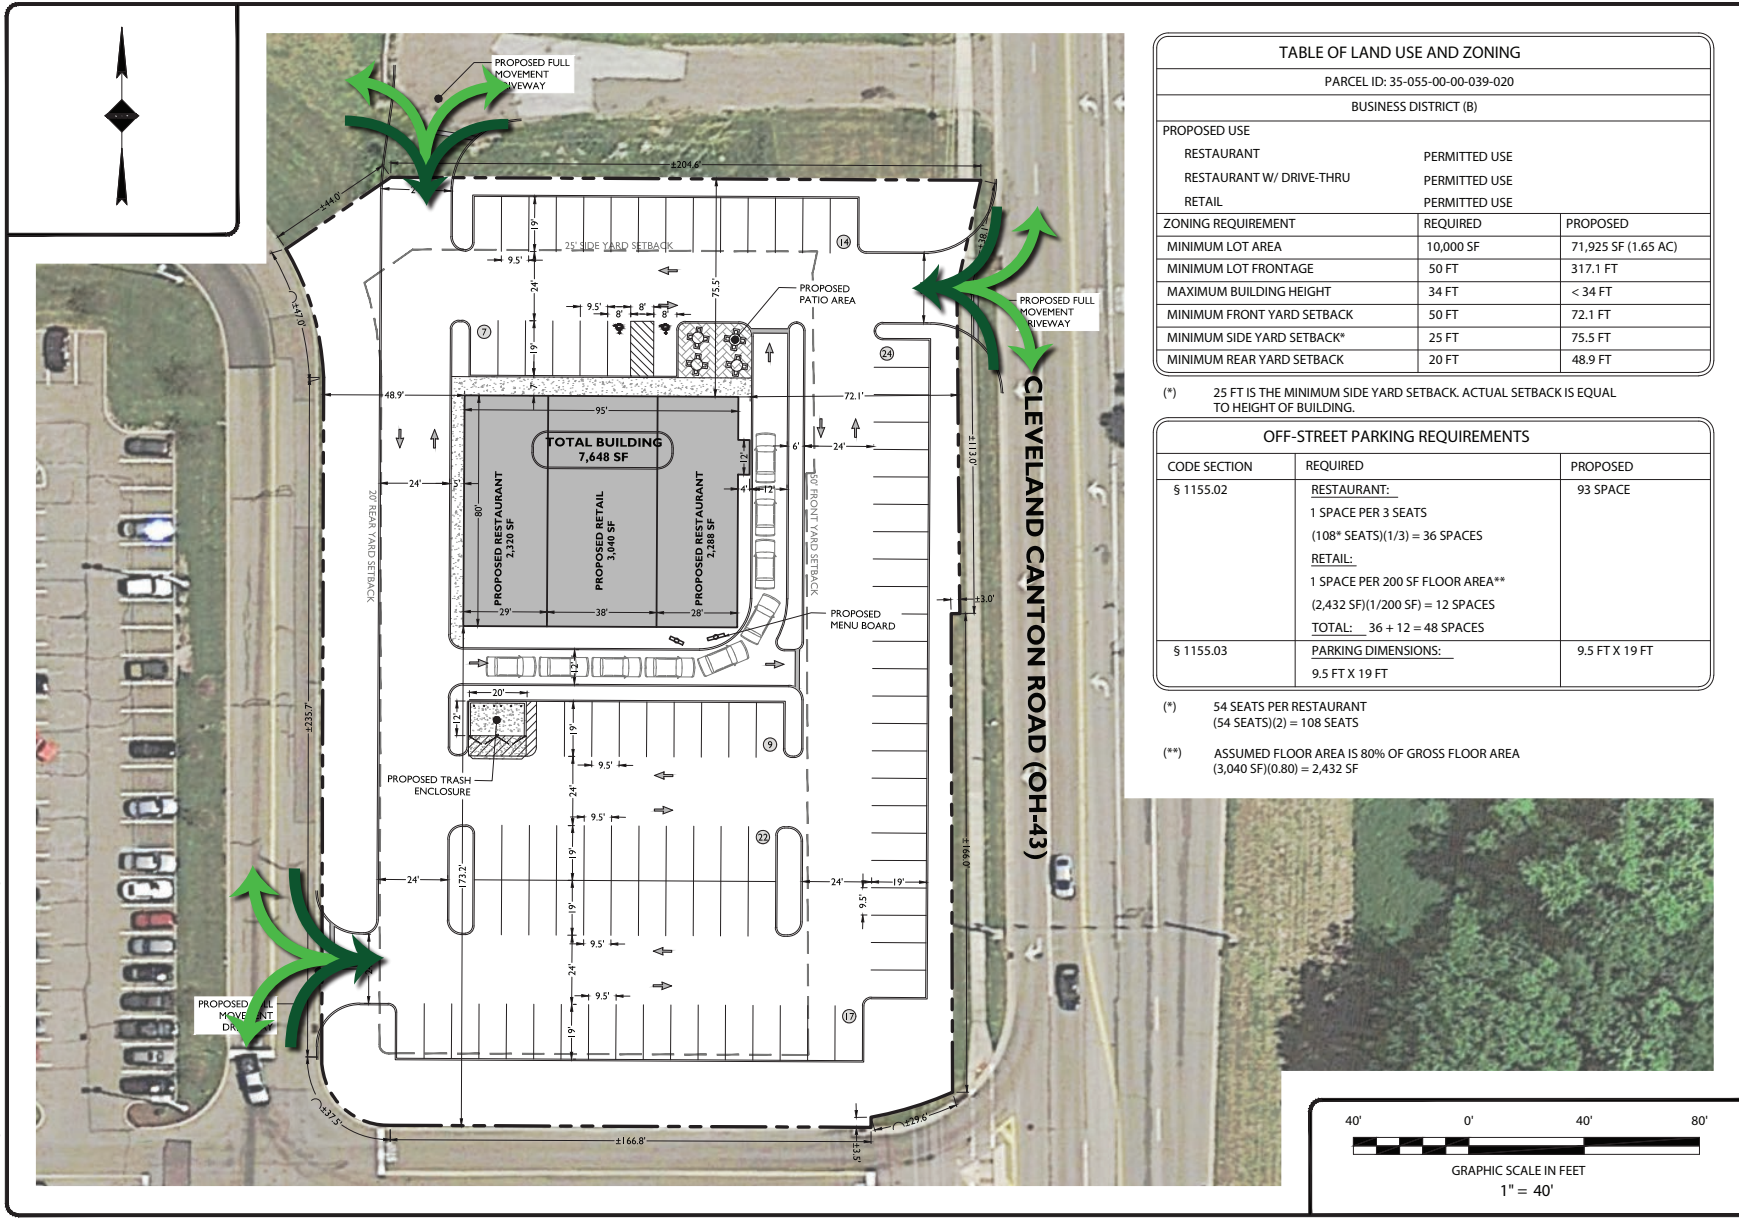 PROPOSED FULL
MOVEMENT
DRIVEWAY
±204.6'
±44.0'
±47.0'
19'
25' SIDE YARD SETBACK
14
9.5'
24'
75.5'
±38.1'
PROPOSED
PATIO AREA
PROPOSED FULL
MOVEMENT
DRIVEWAY
9.5'
8'
8'
8'
7
19'
24
7'
48.9'
72.1'
95'
TOTAL BUILDING
7,648 SF
12'
6'
24'
±113.0'
24'
5'
80'
4'
12'
20' REAR YARD SETBACK
PROPOSED RESTAURANT
2,320 SF
PROPOSED RETAIL
3,040 SF
PROPOSED RESTAURANT
2,288 SF
50' FRONT YARD SETBACK
29'
38'
28'
±3.0'
PROPOSED
MENU BOARD
CLEVELAND CANTON ROAD (OH-43)
12'
20'
12'
19'
9
±235.7'
9.5'
PROPOSED TRASH
ENCLOSURE
24'
9.5'
22
19'
173.2'
±166.0'
24'
24'
19'
19'
9.5'
9.5'
24'
9.5'
PROPOSED FULL
MOVEMENT
DRIVEWAY
17
19'
±37.5'
±166.8'
±29.6'
±3.5'
TABLE OF LAND USE AND ZONING
PARCEL ID: 35-055-00-00-039-020
BUSINESS DISTRICT (B)
PROPOSED USE
RESTAURANT PERMITTED USE
RESTAURANT W/ DRIVE-THRU PERMITTED USE
RETAIL PERMITTED USE
ZONING REQUIREMENT REQUIRED PROPOSED
MINIMUM LOT AREA 10,000 SF 71,925 SF (1.65 AC)
MINIMUM LOT FRONTAGE 50 FT 317.1 FT
MAXIMUM BUILDING HEIGHT 34 FT < 34 FT
MINIMUM FRONT YARD SETBACK 50 FT 72.1 FT
MINIMUM SIDE YARD SETBACK* 25 FT 75.5 FT
MINIMUM REAR YARD SETBACK 20 FT 48.9 FT
(*) 25 FT IS THE MINIMUM SIDE YARD SETBACK. ACTUAL SETBACK IS EQUAL
TO HEIGHT OF BUILDING.
OFF-STREET PARKING REQUIREMENTS
CODE SECTION REQUIRED PROPOSED
§ 1155.02 RESTAURANT: 93 SPACE
1 SPACE PER 3 SEATS
(108* SEATS)(1/3) = 36 SPACES
RETAIL:
1 SPACE PER 200 SF FLOOR AREA**
(2,432 SF)(1/200 SF) = 12 SPACES
TOTAL: 36 + 12 = 48 SPACES
§ 1155.03 PARKING DIMENSIONS: 9.5 FT X 19 FT
9.5 FT X 19 FT
(*) 54 SEATS PER RESTAURANT
(54 SEATS)(2) = 108 SEATS
(**) ASSUMED FLOOR AREA IS 80% OF GROSS FLOOR AREA
(3,040 SF)(0.80) = 2,432 SF
40' 0' 40' 80'
GRAPHIC SCALE IN FEET
1" = 40'